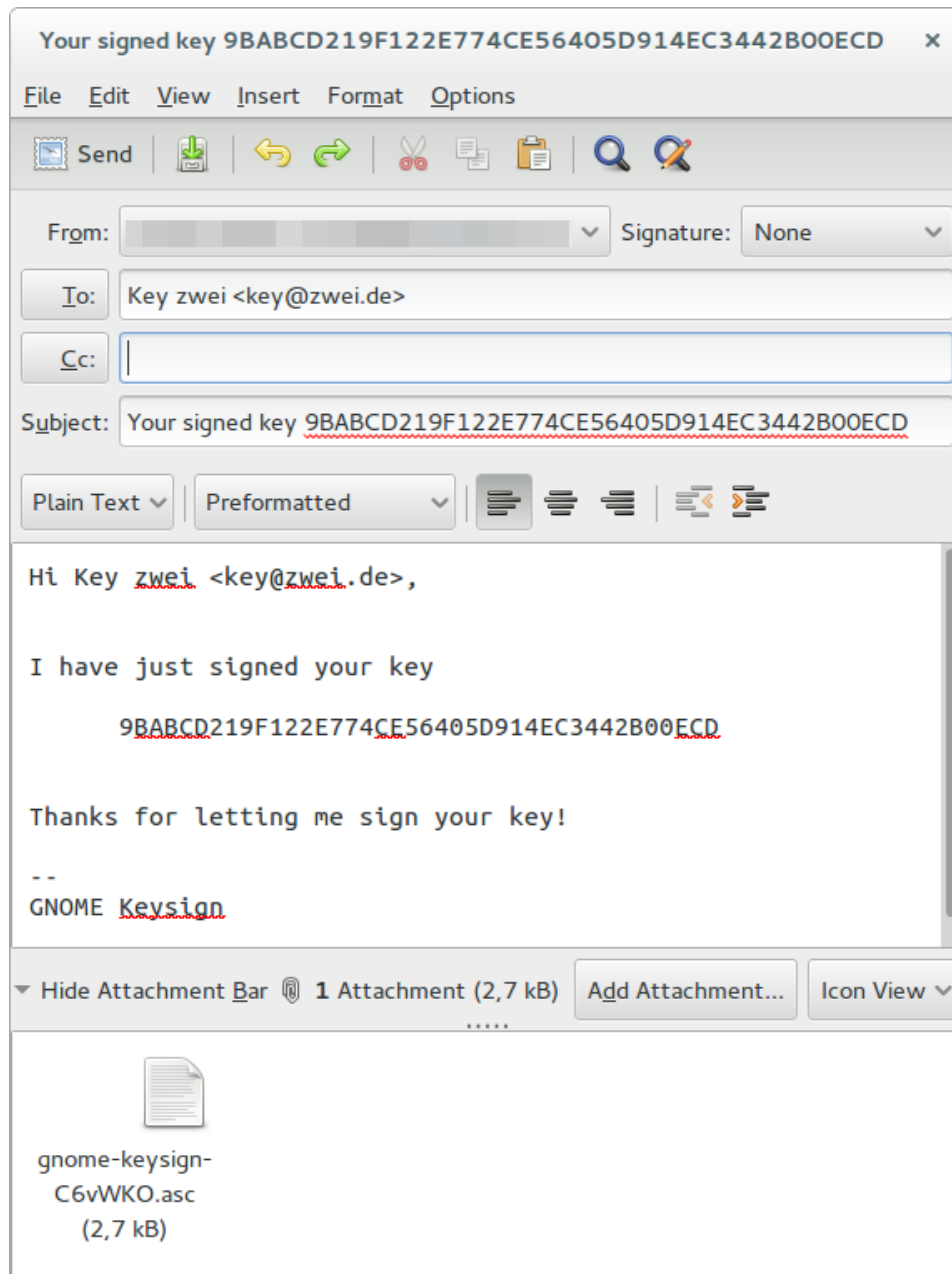 Your signed key 9BABCD219F122E774CE56405D914EC3442B00ECD ×
File Edit View Insert Format Options
Send
From: Signature: None
To: Key zwei <key@zwei.de>
Cc:
Subject: Your signed key 9BABCD219F122E774CE56405D914EC3442B00ECD
Plain Text Preformatted
Hi Key zwei <key@zwei.de>,
I have just signed your key
9BABCD219F122E774CE56405D914EC3442B00ECD
Thanks for letting me sign your key!
--
GNOME Keysign
Hide Attachment Bar 1 Attachment (2,7 kB) Add Attachment... Icon View
gnome-keysign-
C6vWKO.asc
(2,7 kB)